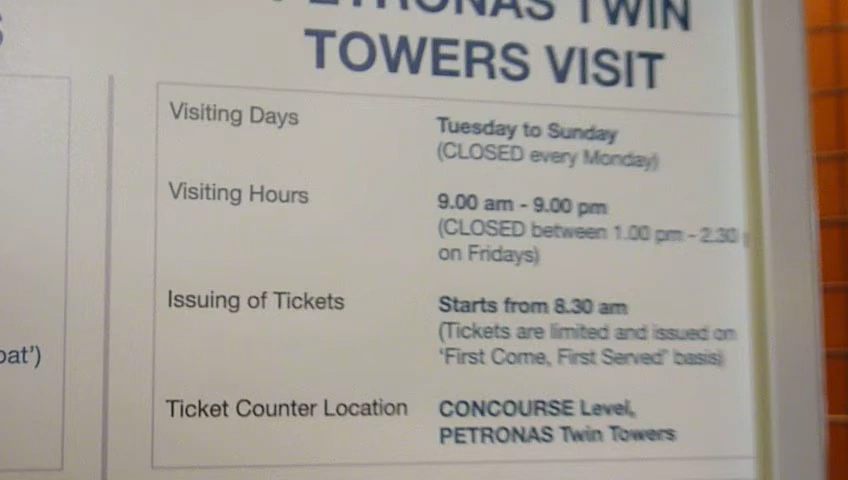 PETRONAS TWIN
TOWERS VISIT
Visiting Days
Tuesday to Sunday
(CLOSED every Monday)
Visiting Hours
9.00 am - 9.00 pm
(CLOSED between 1.00 pm - 2.30
on Fridays)
Issuing of Tickets
Starts from 8.30 am
(Tickets are limited and issued on
'First Come, First Served' basis)
Ticket Counter Location
CONCOURSE Level,
PETRONAS Twin Towers